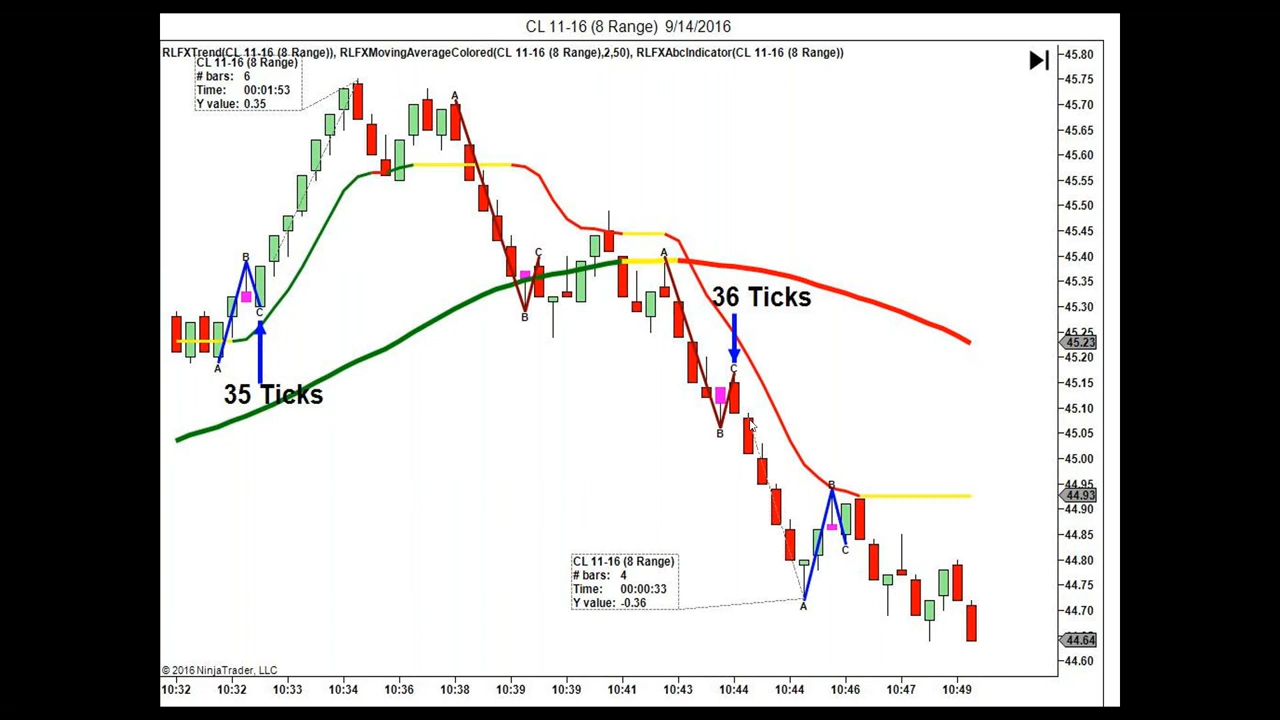 CL 11-16 (8 Range) 9/14/2016
RLFXTrend(CL 11-16 (8 Range)), RLFXMovingAverageColored(CL 11-16 (8 Range),2,50), RLFXAbcIndicator(CL 11-16 (8 Range))
CL 11-16 (8 Range)
# bars: 6
Time: 00:01:53
Y value: 0.35
A
B
C
35 Ticks
A
B
C
A
B
C
36 Ticks
A
B
C
CL 11-16 (8 Range)
# bars: 4
Time: 00:00:33
Y value: -0.36
45.80
45.75
45.70
45.65
45.60
45.55
45.50
45.45
45.40
45.35
45.30
45.25
45.23
45.20
45.15
45.10
45.05
45.00
44.95
44.93
44.90
44.85
44.80
44.75
44.70
44.64
44.60
© 2016 NinjaTrader, LLC
10:32 10:32 10:33 10:34 10:36 10:38 10:39 10:39 10:41 10:43 10:44 10:44 10:46 10:47 10:49